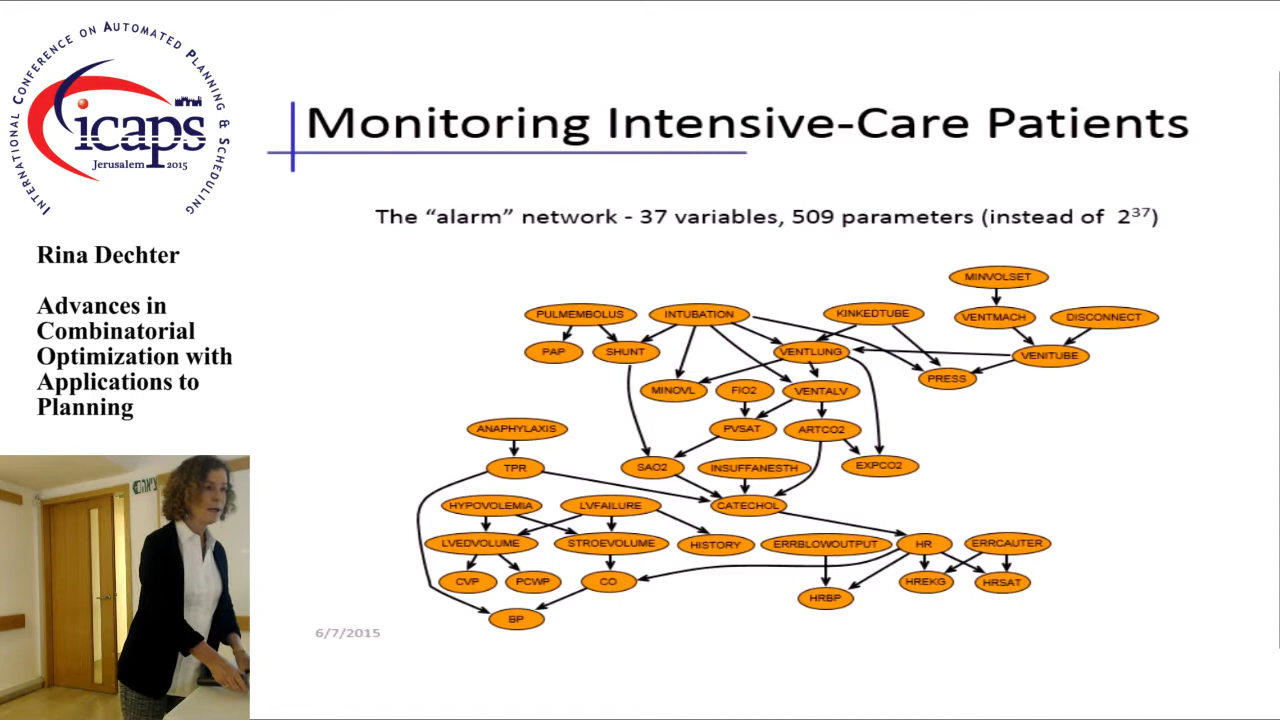 INTERNATIONAL CONFERENCE ON AUTOMATED PLANNING & SCHEDULING
icaps
Jerusalem 2015
Rina Dechter
Advances in
Combinatorial
Optimization with
Applications to
Planning
Monitoring Intensive-Care Patients
The “alarm” network - 37 variables, 509 parameters (instead of 2³⁷)
MINVOLSET
PULMEMBOLUS INTUBATION KINKEDTUBE VENTMACH DISCONNECT
PAP SHUNT VENTLUNG VENITUBE
PRESS
MINOVL FIO2 VENTALV
ANAPHYLAXIS PVSAT ARTCO2
TPR SAO2 INSUFFANESTH EXPCO2
HYPOVOLEMIA LVFAILURE CATECHOL
LVEDVOLUME STROEVOLUME HISTORY ERRBLOWOUTPUT HR ERRCAUTER
CVP PCWP CO HREKG HRSAT
HRBP
BP
6/7/2015